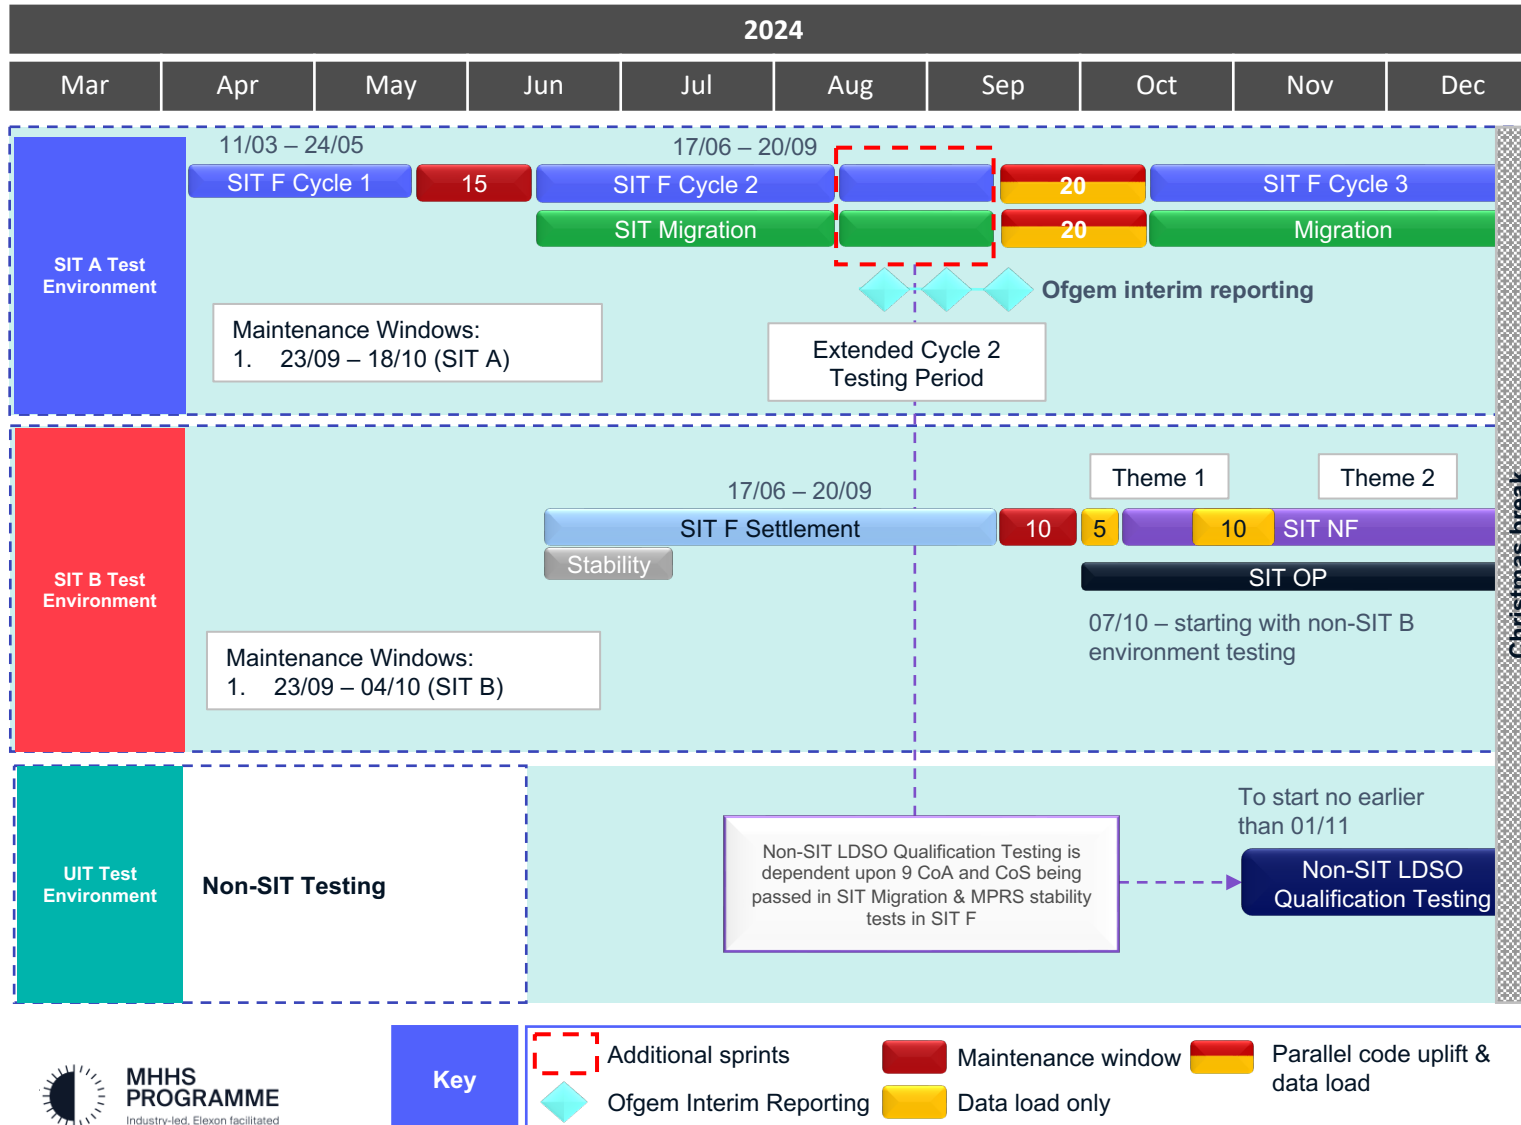 2024
Mar Apr May Jun Jul Aug Sep Oct Nov Dec
11/03 – 24/05
17/06 – 20/09
SIT F Cycle 1
15
SIT F Cycle 2
20
SIT F Cycle 3
SIT Migration
20
Migration
SIT A Test
Environment
Ofgem interim reporting
Maintenance Windows:
1. 23/09 – 18/10 (SIT A)
Extended Cycle 2
Testing Period
Theme 1
Theme 2
17/06 – 20/09
SIT F Settlement
10
5
10
SIT NF
Stability
SIT OP
SIT B Test
Environment
07/10 – starting with non-SIT B
environment testing
Maintenance Windows:
1. 23/09 – 04/10 (SIT B)
Christmas break
To start no earlier
than 01/11
UIT Test
Environment
Non-SIT Testing
Non-SIT LDSO Qualification Testing is
dependent upon 9 CoA and CoS being
passed in SIT Migration & MPRS stability
tests in SIT F
Non-SIT LDSO
Qualification Testing
MHHS
PROGRAMME
Industry-led, Elexon facilitated
Key
Additional sprints
Maintenance window
Parallel code uplift &
data load
Ofgem Interim Reporting
Data load only